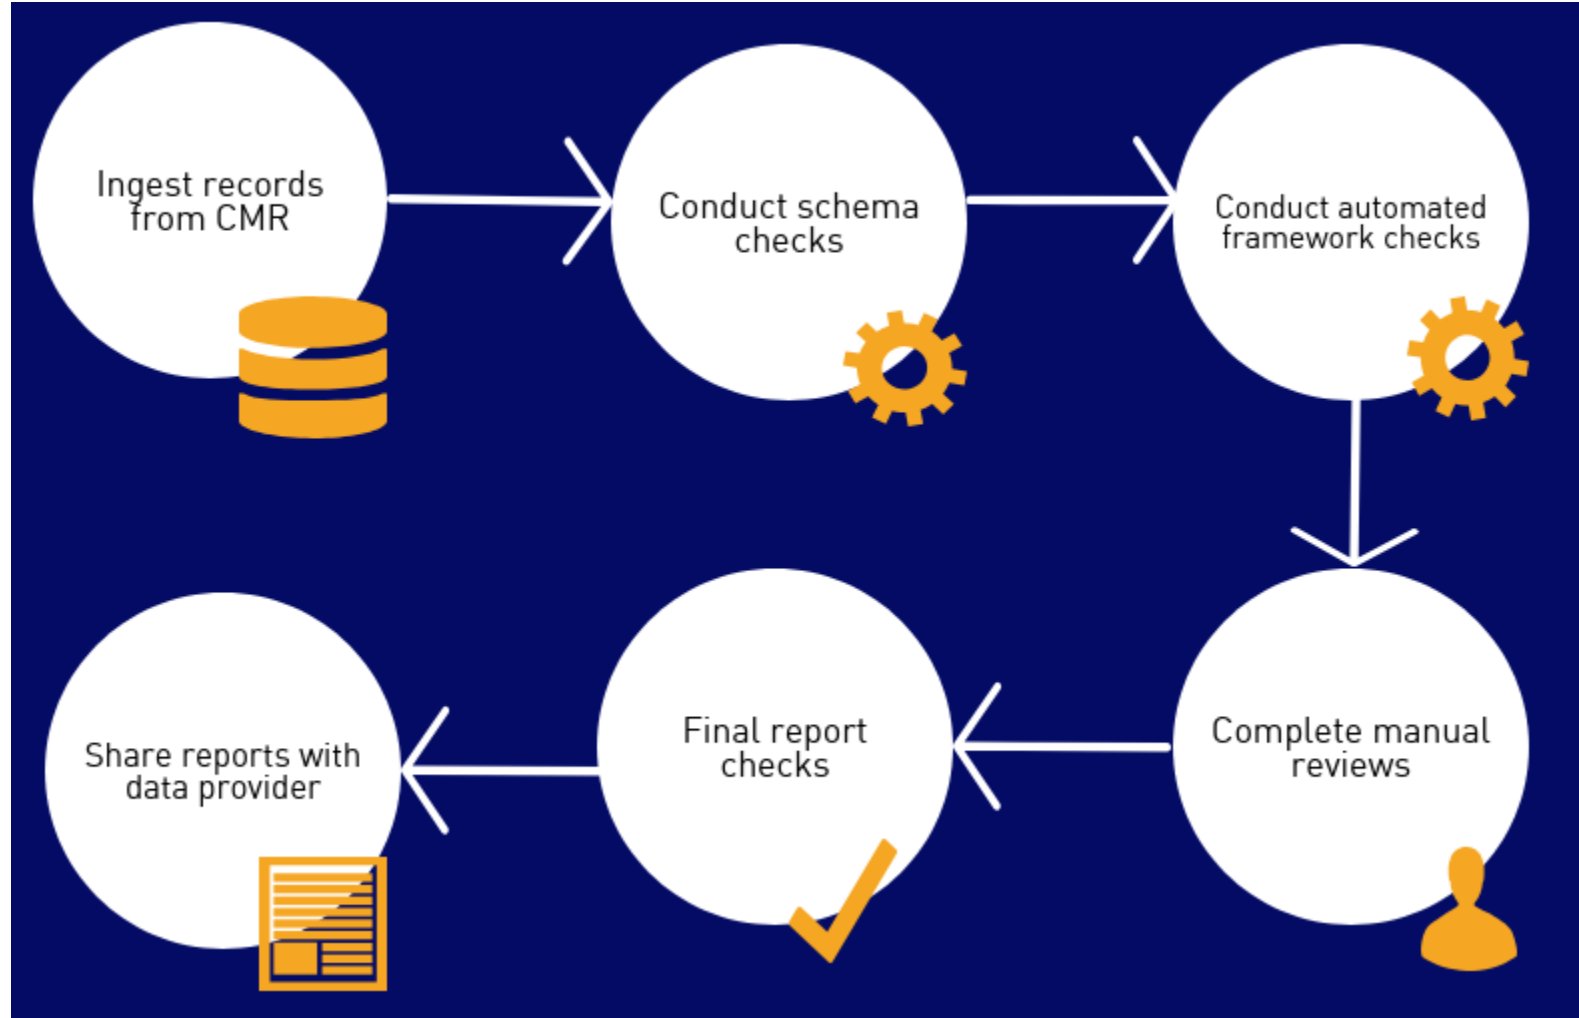 Ingest records
from CMR
Conduct schema
checks
Conduct automated
framework checks
Complete manual
reviews
Final report
checks
Share reports with
data provider